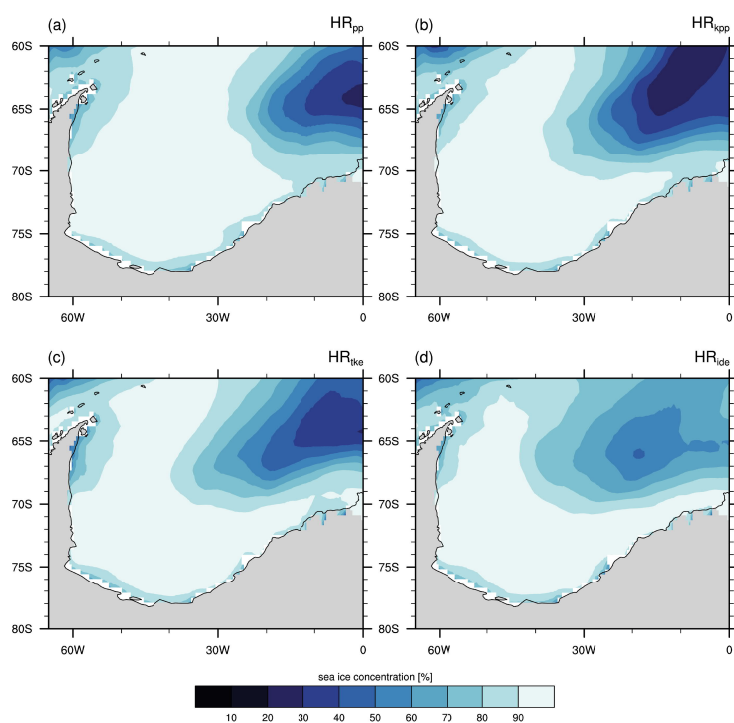 (a) HRpp
(b) HRkpp
60S 65S 70S 75S 80S
60W 30W 0
60S 65S 70S 75S 80S
60W 30W 0
(c) HRtke
(d) HRide
60S 65S 70S 75S 80S
60W 30W 0
60S 65S 70S 75S 80S
60W 30W 0
sea ice concentration [%]
10 20 30 40 50 60 70 80 90